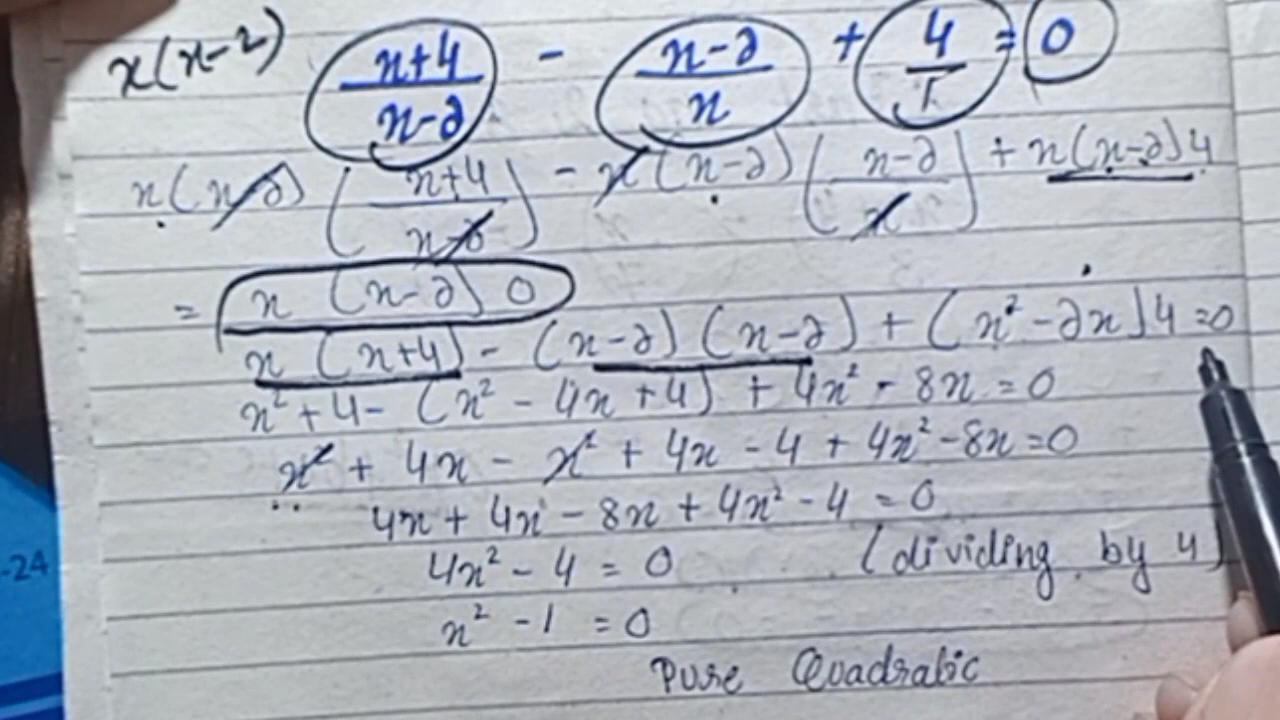 x(x-2) (x+4)/(x-2) - (x-2)/x + 4/1 = 0
x(x-2) ((x+4)/(x-2)) - x(x-2) ((x-2)/x) + x(x-2)4
= x (x-2) 0
x (x+4) - (x-2) (x-2) + (x² - 2x)4 = 0
x² + 4 - (x² - 4x + 4) + 4x² - 8x = 0
x² + 4x - x² + 4x - 4 + 4x² - 8x = 0
4x + 4x - 8x + 4x² - 4 = 0
4x² - 4 = 0 (dividing by 4)
x² - 1 = 0
Pure Quadratic
-24